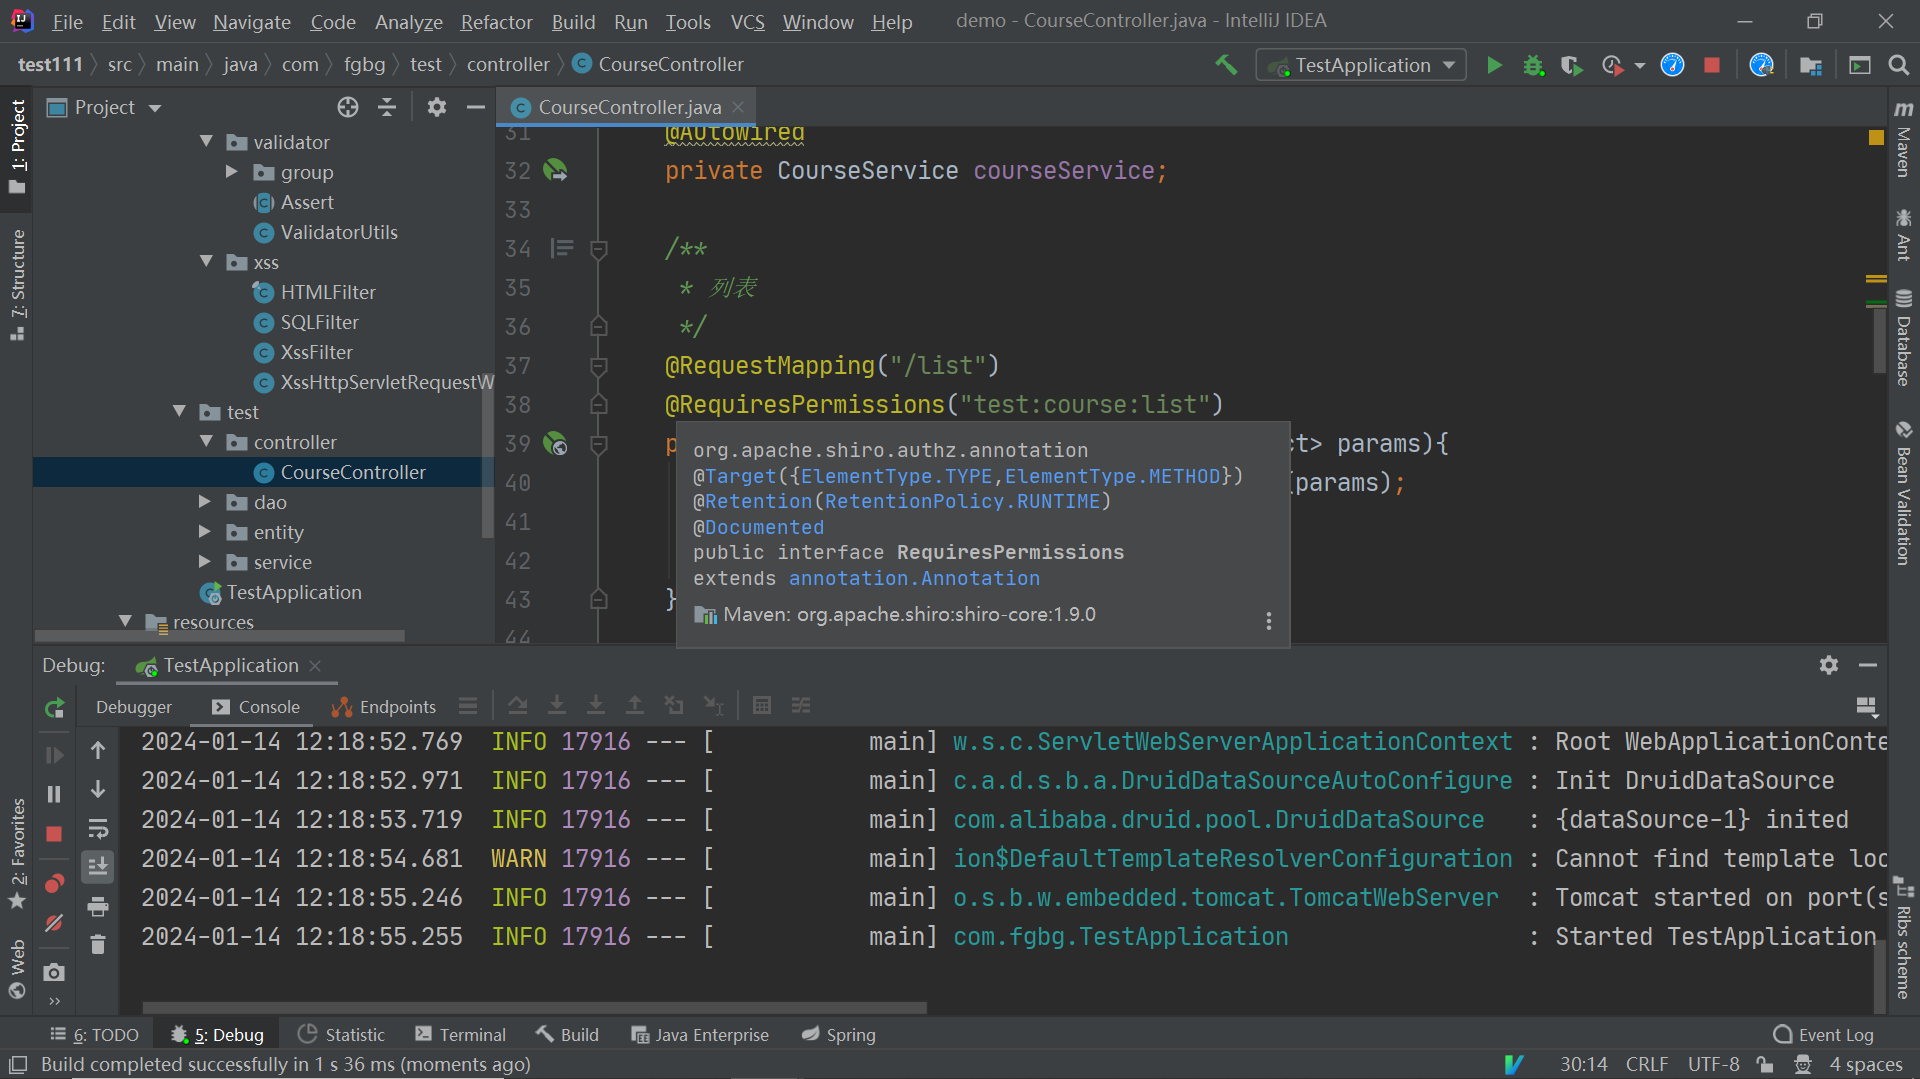 File Edit View Navigate Code Analyze Refactor Build Run Tools VCS Window Help demo - CourseController.java - IntelliJ IDEA
test111 src main java com fgbg test controller CourseController TestApplication
1: Project
7: Structure
2: Favorites
Web
Project
validator
group
Assert
ValidatorUtils
xss
HTMLFilter
SQLFilter
XssFilter
XssHttpServletRequestW
test
controller
CourseController
dao
entity
service
TestApplication
resources
CourseController.java
31 @Autowired
32 private CourseService courseService;
33
34 /**
35 * 列表
36 */
37 @RequestMapping("/list")
38 @RequiresPermissions("test:course:list")
39 p ct> params){
40 (params);
41
42
43 }
44
org.apache.shiro.authz.annotation
@Target({ElementType.TYPE,ElementType.METHOD})
@Retention(RetentionPolicy.RUNTIME)
@Documented
public interface RequiresPermissions
extends annotation.Annotation
Maven: org.apache.shiro:shiro-core:1.9.0
m Maven
Ant
Database
Bean Validation
Ribs scheme
Debug: TestApplication
Debugger Console Endpoints
2024-01-14 12:18:52.769 INFO 17916 --- [ main] w.s.c.ServletWebServerApplicationContext : Root WebApplicationConte
2024-01-14 12:18:52.971 INFO 17916 --- [ main] c.a.d.s.b.a.DruidDataSourceAutoConfigure : Init DruidDataSource
2024-01-14 12:18:53.719 INFO 17916 --- [ main] com.alibaba.druid.pool.DruidDataSource : {dataSource-1} inited
2024-01-14 12:18:54.681 WARN 17916 --- [ main] ion$DefaultTemplateResolverConfiguration : Cannot find template loc
2024-01-14 12:18:55.246 INFO 17916 --- [ main] o.s.b.w.embedded.tomcat.TomcatWebServer : Tomcat started on port(s
2024-01-14 12:18:55.255 INFO 17916 --- [ main] com.fgbg.TestApplication : Started TestApplication
6: TODO 5: Debug Statistic Terminal Build Java Enterprise Spring Event Log
Build completed successfully in 1 s 36 ms (moments ago) 30:14 CRLF UTF-8 4 spaces